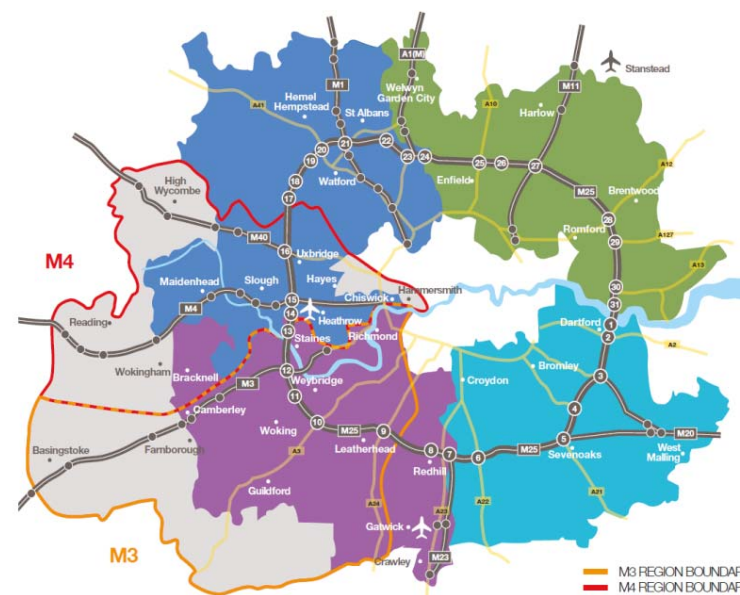 A1(M)
M1
Welwyn
Garden City
M11
Stanstead
Hemel
Hempstead
A41
St Albans
A10
Harlow
20
21
22
23
24
25
26
27
A12
19
18
Watford
Enfield
M25
Brentwood
High
Wycombe
17
28
M4
M40
16
Uxbridge
Romford
29
A127
Maidenhead
Slough
Hayes
A13
M4
15
Chiswick
Hammersmith
30
Reading
14
Heathrow
31
13
Staines
Richmond
Dartford
1
2
A2
Wokingham
Bracknell
12
Weybridge
Croydon
Bromley
3
M3
Camberley
11
4
Basingstoke
Farnborough
Woking
10
M25
9
Leatherhead
8
7
6
M25
5
M20
Redhill
Sevenoaks
West
Malling
A3
Guildford
A24
A23
A22
A21
Gatwick
M3
Crawley
M23
M3 REGION BOUNDAR
M4 REGION BOUNDAR